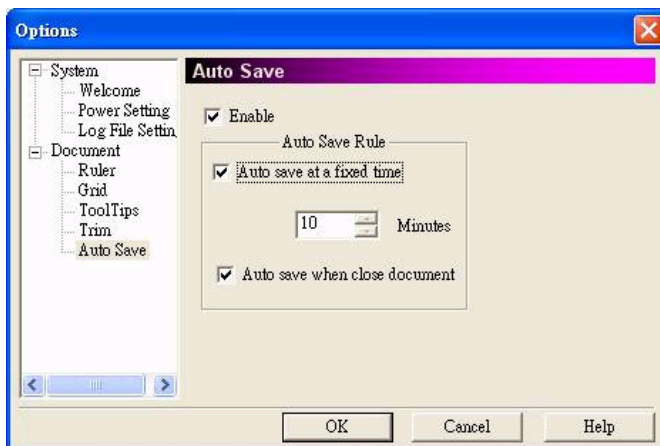 Options
System
Welcome
Power Setting
Log File Settin
Document
Ruler
Grid
ToolTips
Trim
Auto Save
Auto Save
Enable
Auto Save Rule
Auto save at a fixed time
10 Minutes
Auto save when close document
OK Cancel Help